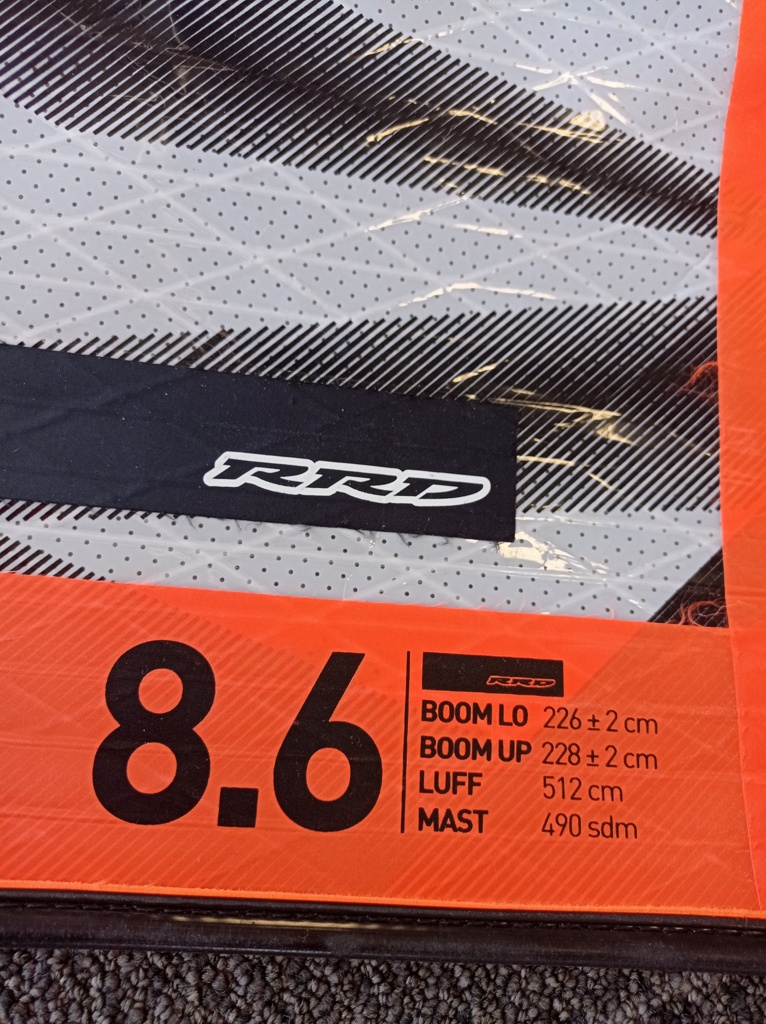 RRD
8.6
RRD
BOOM LO 226 ± 2 cm
BOOM UP 228 ± 2 cm
LUFF 512 cm
MAST 490 sdm